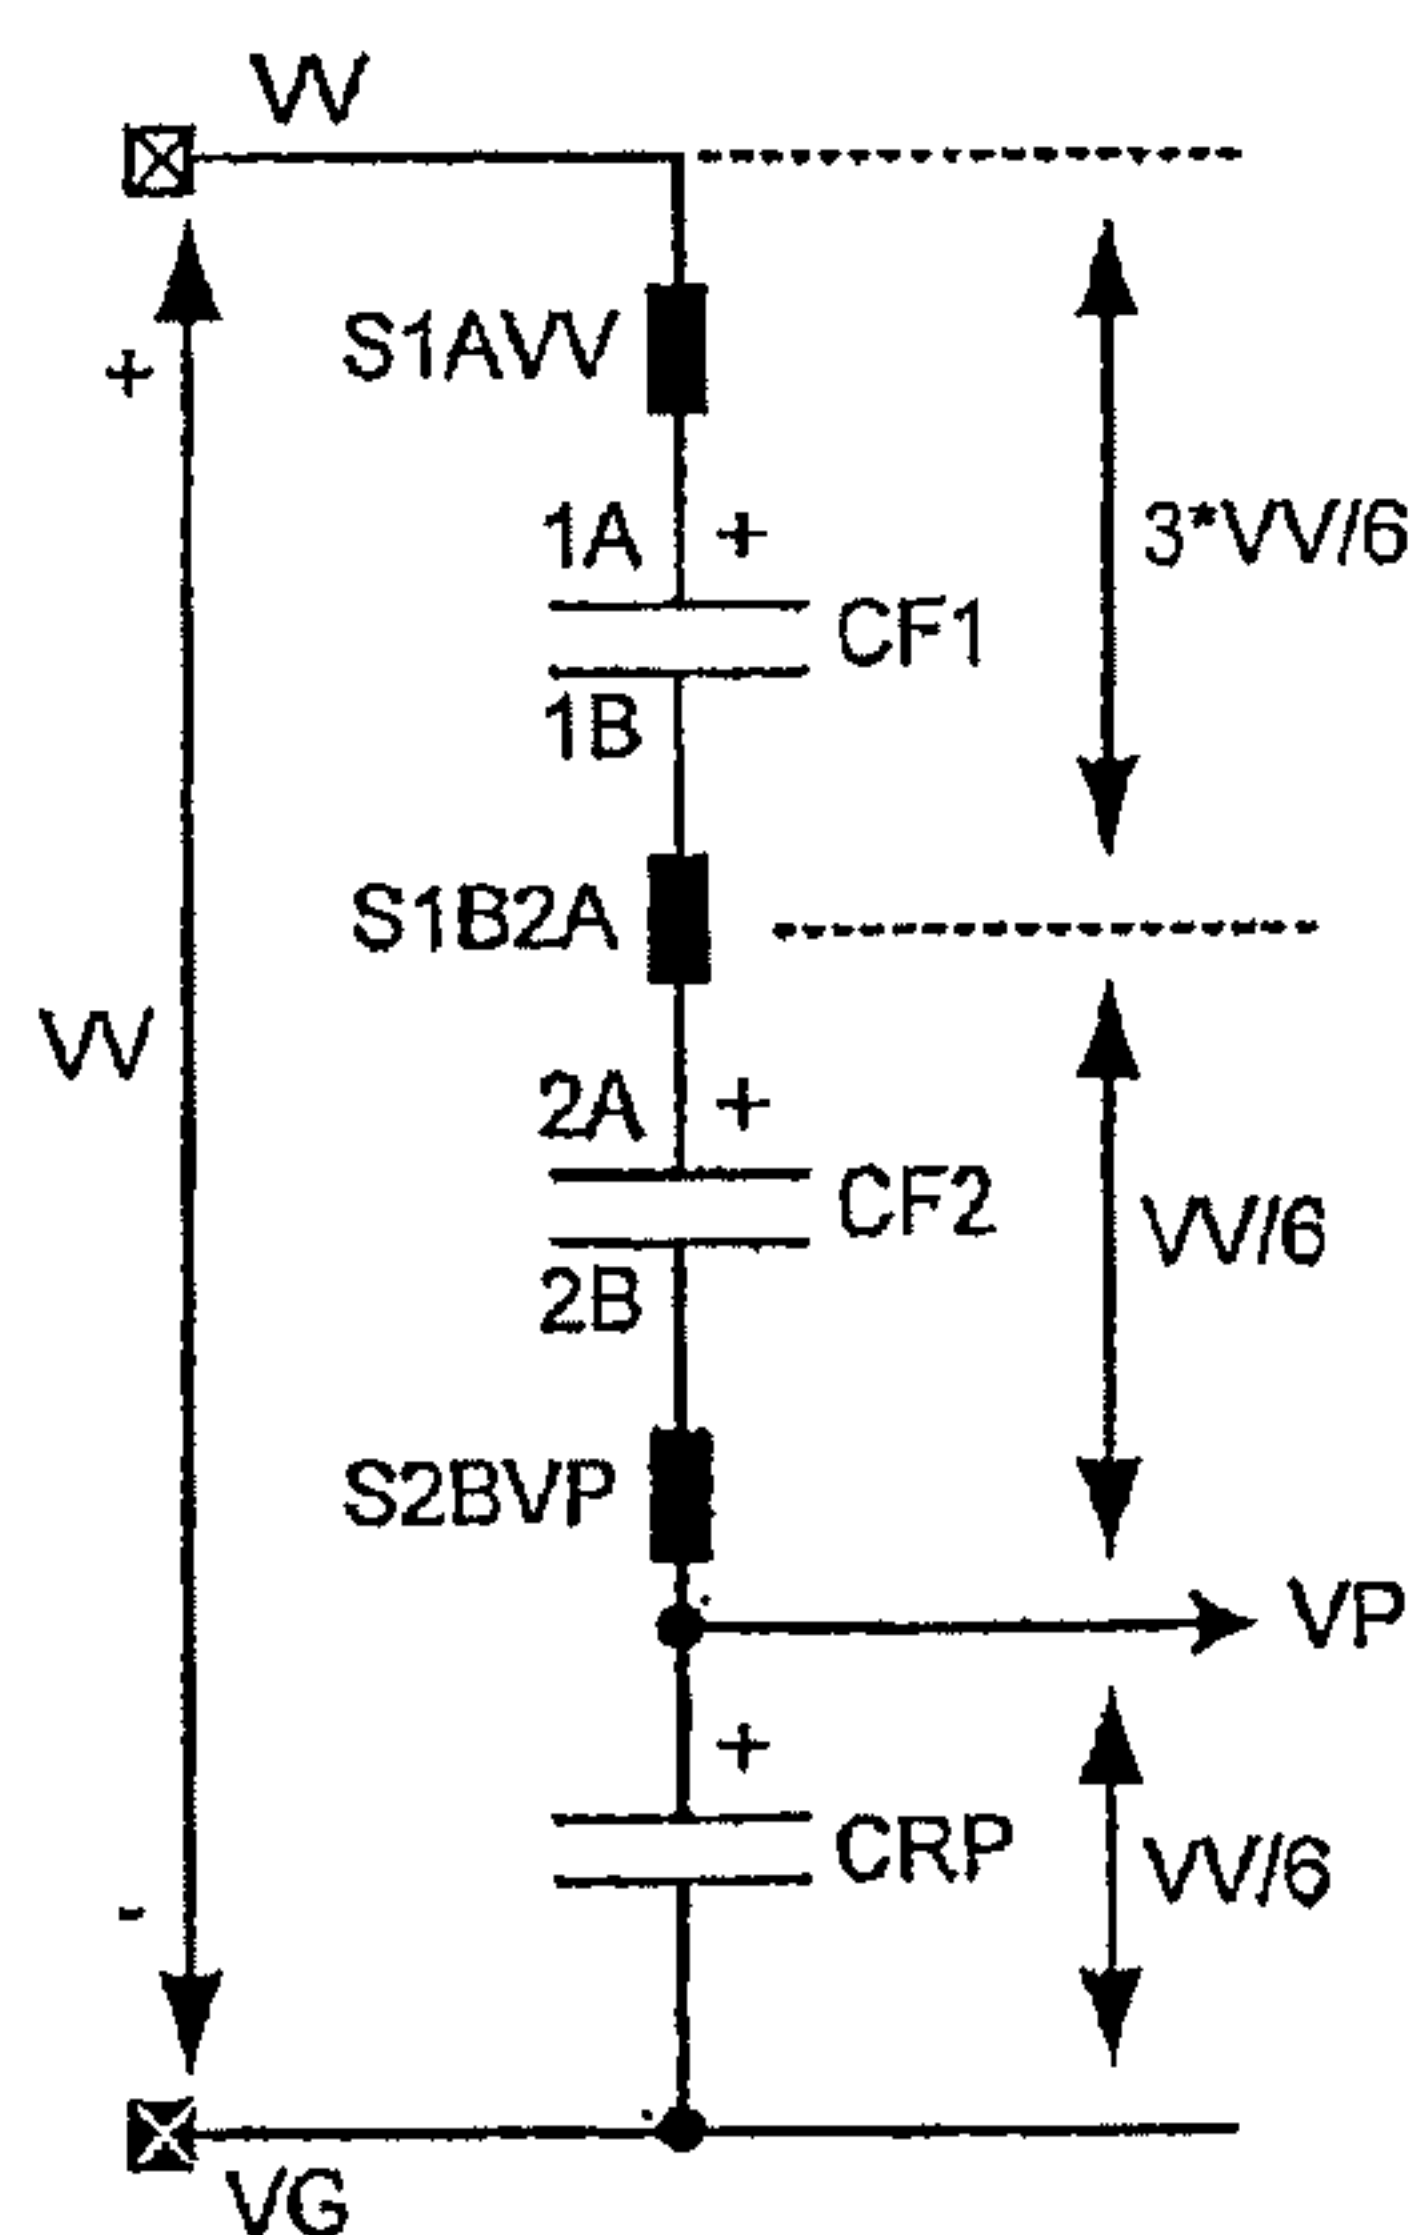 VV
+
S1AVV
1A +
3*VV/6
CF1
1B
S1B2A
VV
2A +
CF2
VV/6
2B
S2BVP
VP
+
CRP
VV/6
-
VG